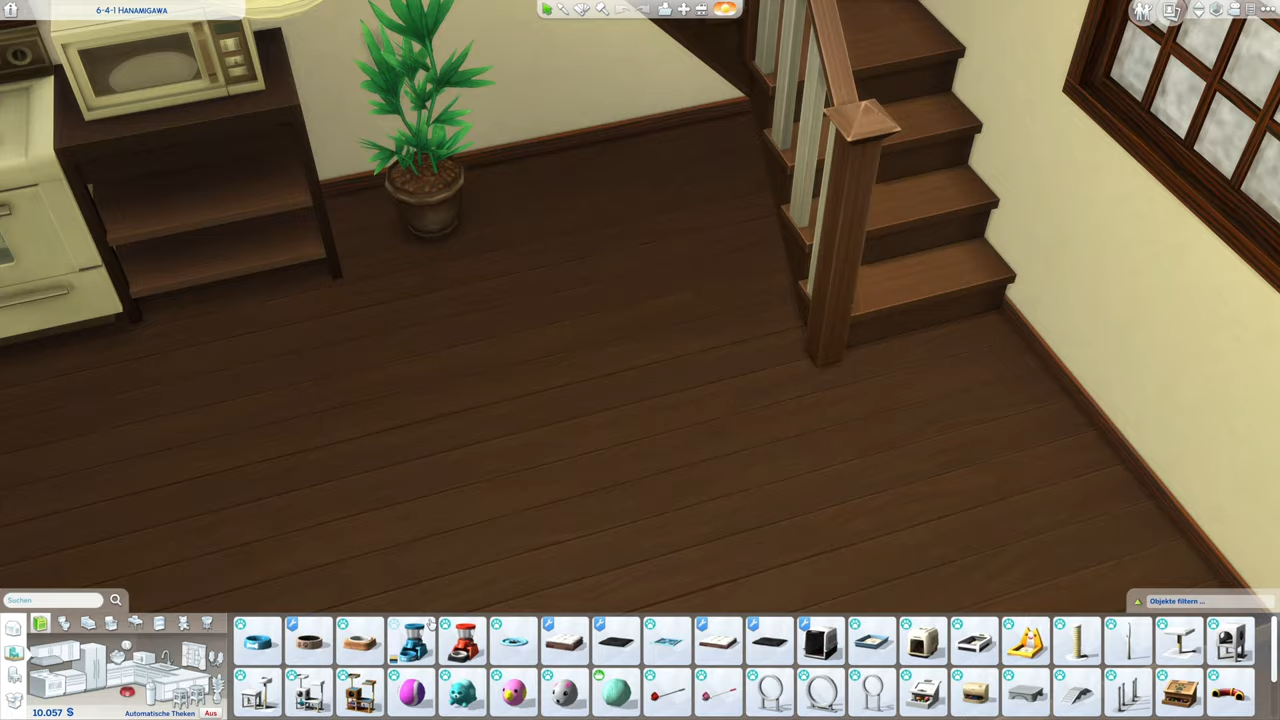 6-4-1 Hanamigawa
Suchen
Objekte filtern ...
10.057 $
Automatische Theken
Aus